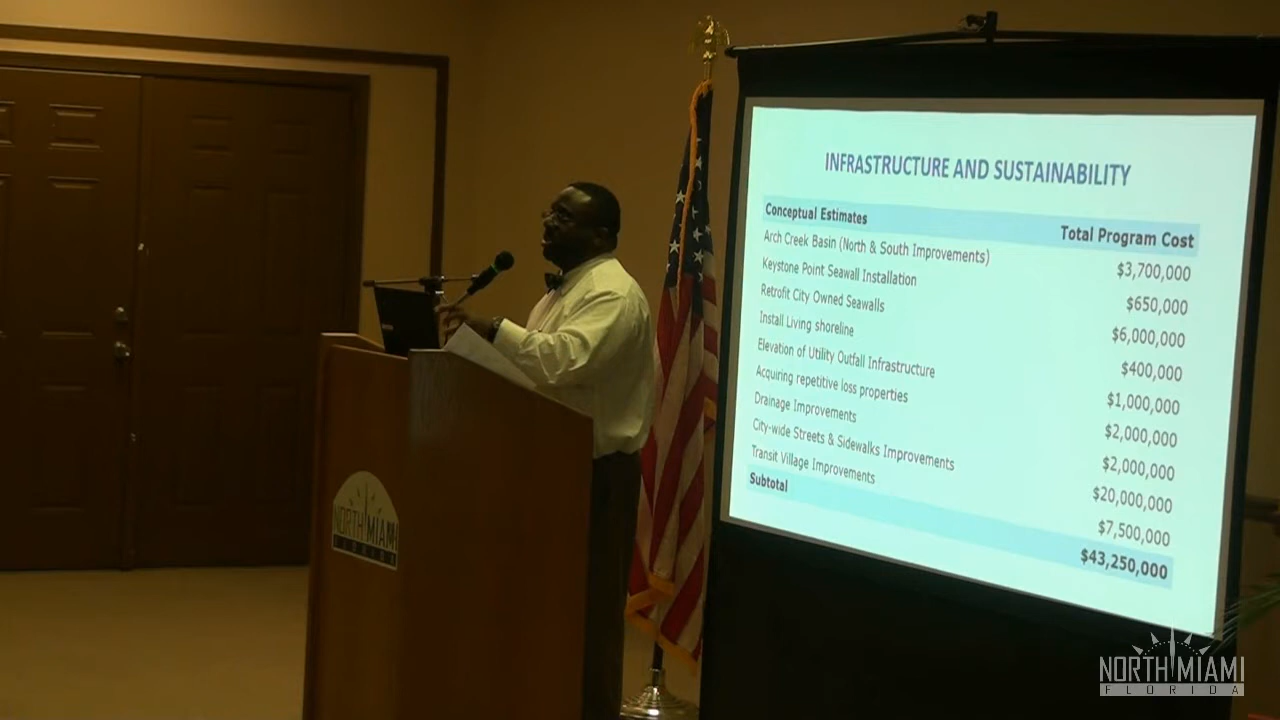 INFRASTRUCTURE AND SUSTAINABILITY
Conceptual Estimates Total Program Cost
Arch Creek Basin (North & South Improvements) $3,700,000
Keystone Point Seawall Installation $650,000
Retrofit City Owned Seawalls $6,000,000
Install Living shoreline $400,000
Elevation of Utility Outfall Infrastructure $1,000,000
Acquiring repetitive loss properties $2,000,000
Drainage Improvements $2,000,000
City-wide Streets & Sidewalks Improvements $20,000,000
Transit Village Improvements $7,500,000
Subtotal $43,250,000
NORTH MIAMI
FLORIDA
NORTH MIAMI
FLORIDA